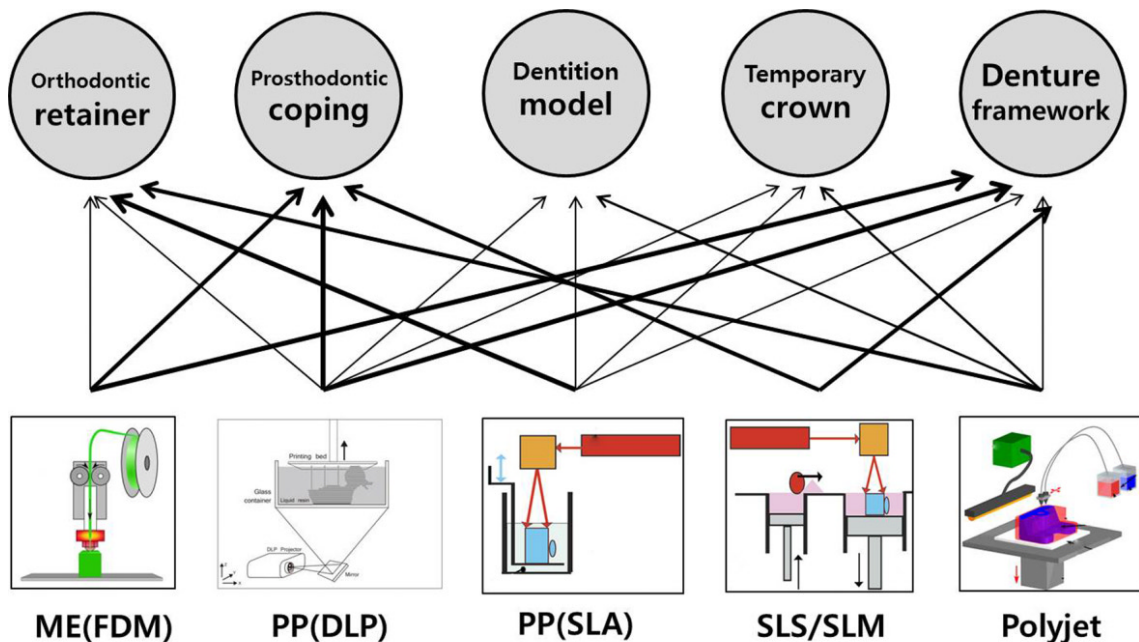 Orthodontic
retainer
Prosthodontic
coping
Dentition
model
Temporary
crown
Denture
framework
Printing bed
Glass
container
Liquid resin
DLP Projector
Mirror
Z
Y
X
ME(FDM)
PP(DLP)
PP(SLA)
SLS/SLM
Polyjet